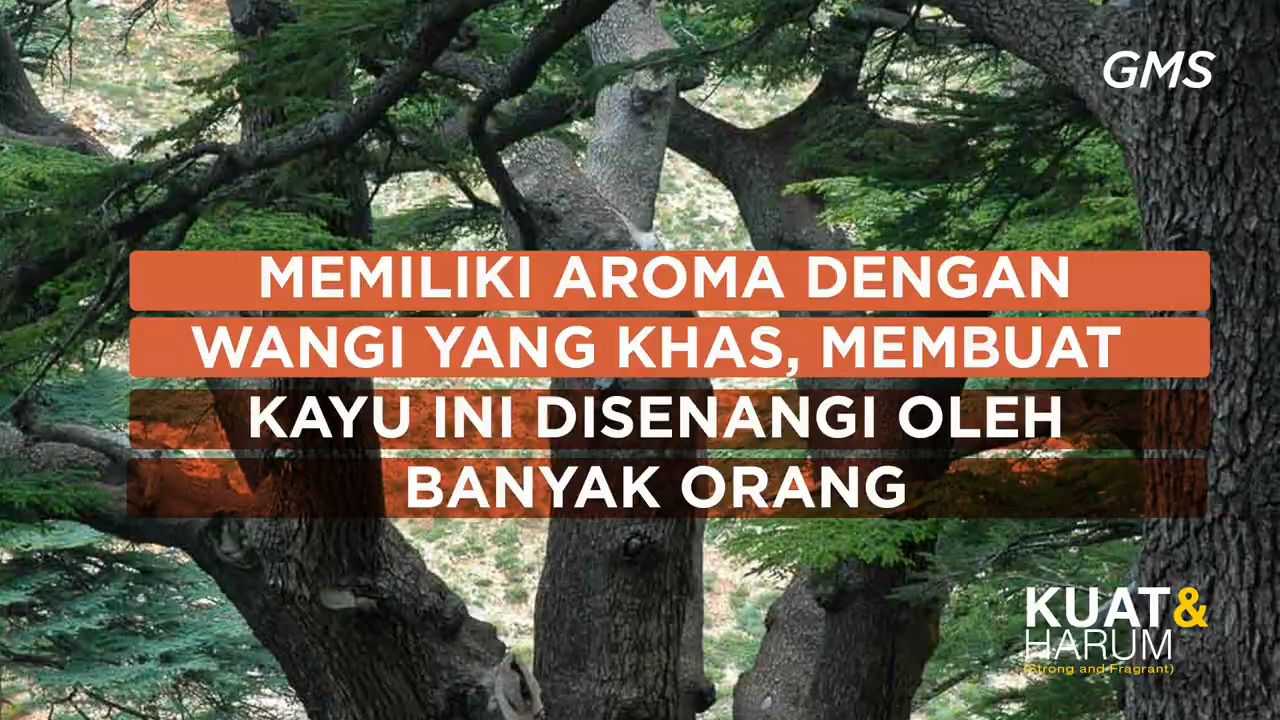 GMS
MEMILIKI AROMA DENGAN
WANGI YANG KHAS, MEMBUAT
KAYU INI DISENANGI OLEH
BANYAK ORANG
KUAT &
HARUM
(Strong and Fragrant)